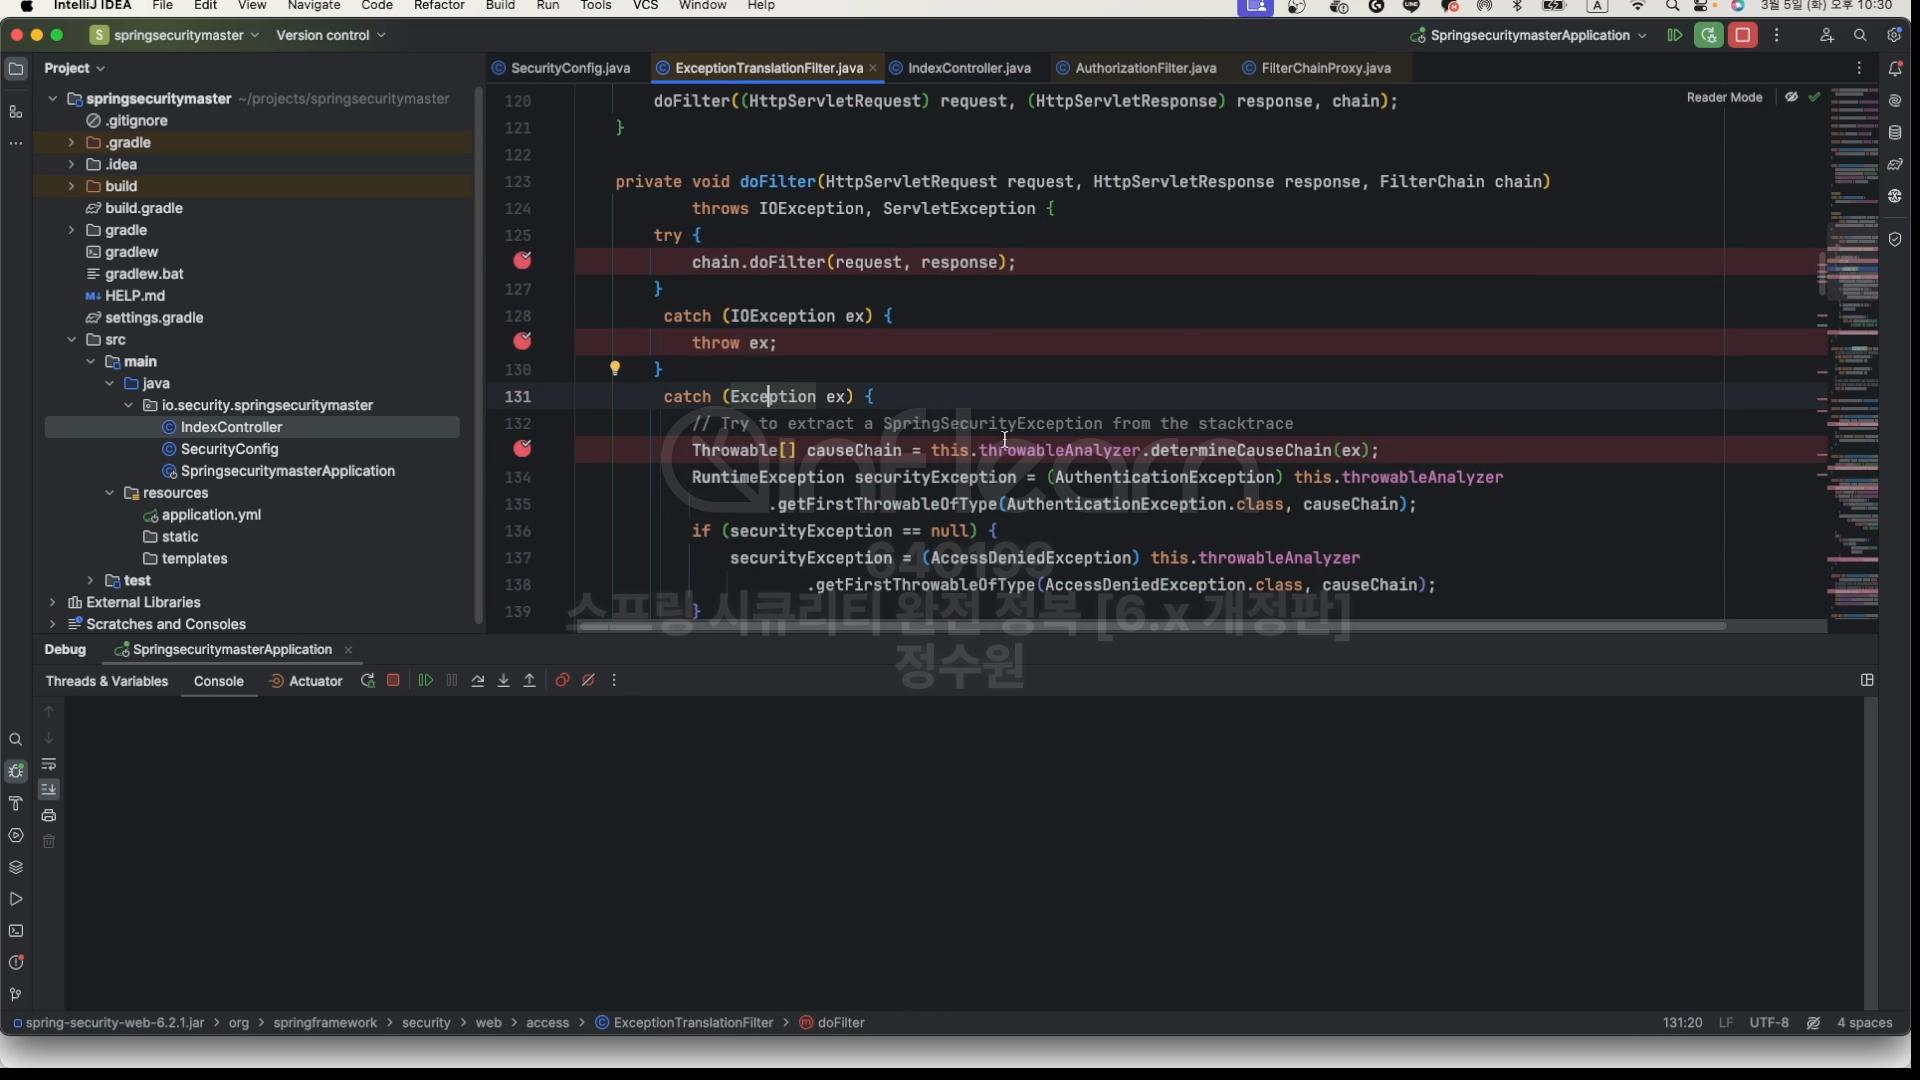 IntelliJ IDEA File Edit View Navigate Code Refactor Build Run Tools VCS Window Help
A 3월 5일 (화) 오후 10:30
S springsecuritymaster Version control
SpringsecuritymasterApplication
Project
SecurityConfig.java ExceptionTranslationFilter.java IndexController.java AuthorizationFilter.java FilterChainProxy.java
Reader Mode
springsecuritymaster ~/projects/springsecuritymaster
.gitignore
.gradle
.idea
build
build.gradle
gradle
gradlew
gradlew.bat
M↓ HELP.md
settings.gradle
src
main
java
io.security.springsecuritymaster
IndexController
SecurityConfig
SpringsecuritymasterApplication
resources
application.yml
static
templates
test
External Libraries
Scratches and Consoles
120 doFilter((HttpServletRequest) request, (HttpServletResponse) response, chain);
121 }
122
123 private void doFilter(HttpServletRequest request, HttpServletResponse response, FilterChain chain)
124 throws IOException, ServletException {
125 try {
chain.doFilter(request, response);
127 }
128 catch (IOException ex) {
throw ex;
130 }
131 catch (Exception ex) {
132 // Try to extract a SpringSecurityException from the stacktrace
Throwable[] causeChain = this.throwableAnalyzer.determineCauseChain(ex);
134 RuntimeException securityException = (AuthenticationException) this.throwableAnalyzer
135 .getFirstThrowableOfType(AuthenticationException.class, causeChain);
136 if (securityException == null) {
137 securityException = (AccessDeniedException) this.throwableAnalyzer
138 .getFirstThrowableOfType(AccessDeniedException.class, causeChain);
139 }
inflearn
640199
스프링 시큐리티 완전 정복 [6.x 개정판]
정수원
Debug SpringsecuritymasterApplication
Threads & Variables Console Actuator
spring-security-web-6.2.1.jar > org > springframework > security > web > access > ExceptionTranslationFilter > doFilter
131:20 LF UTF-8 4 spaces